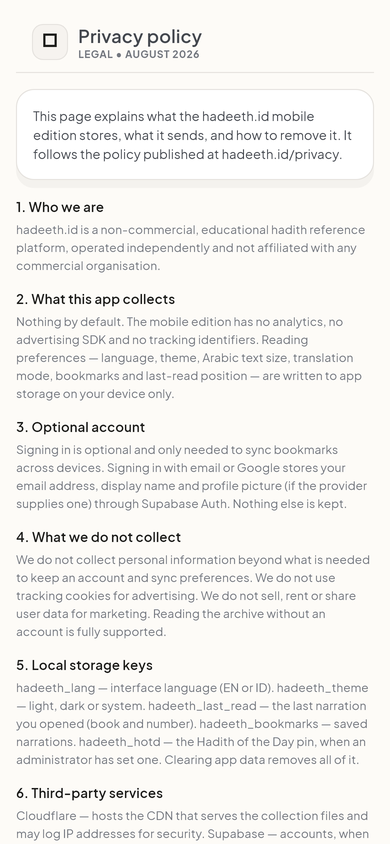 Privacy policy
LEGAL • AUGUST 2026
This page explains what the hadeeth.id mobile
edition stores, what it sends, and how to remove it. It
follows the policy published at hadeeth.id/privacy.
1. Who we are
hadeeth.id is a non-commercial, educational hadith reference
platform, operated independently and not affiliated with any
commercial organisation.
2. What this app collects
Nothing by default. The mobile edition has no analytics, no
advertising SDK and no tracking identifiers. Reading
preferences — language, theme, Arabic text size, translation
mode, bookmarks and last-read position — are written to app
storage on your device only.
3. Optional account
Signing in is optional and only needed to sync bookmarks
across devices. Signing in with email or Google stores your
email address, display name and profile picture (if the provider
supplies one) through Supabase Auth. Nothing else is kept.
4. What we do not collect
We do not collect personal information beyond what is needed
to keep an account and sync preferences. We do not use
tracking cookies for advertising. We do not sell, rent or share
user data for marketing. Reading the archive without an
account is fully supported.
5. Local storage keys
hadeeth_lang — interface language (EN or ID). hadeeth_theme
— light, dark or system. hadeeth_last_read — the last narration
you opened (book and number). hadeeth_bookmarks — saved
narrations. hadeeth_hotd — the Hadith of the Day pin, when an
administrator has set one. Clearing app data removes all of it.
6. Third-party services
Cloudflare — hosts the CDN that serves the collection files and
may log IP addresses for security. Supabase — accounts, when